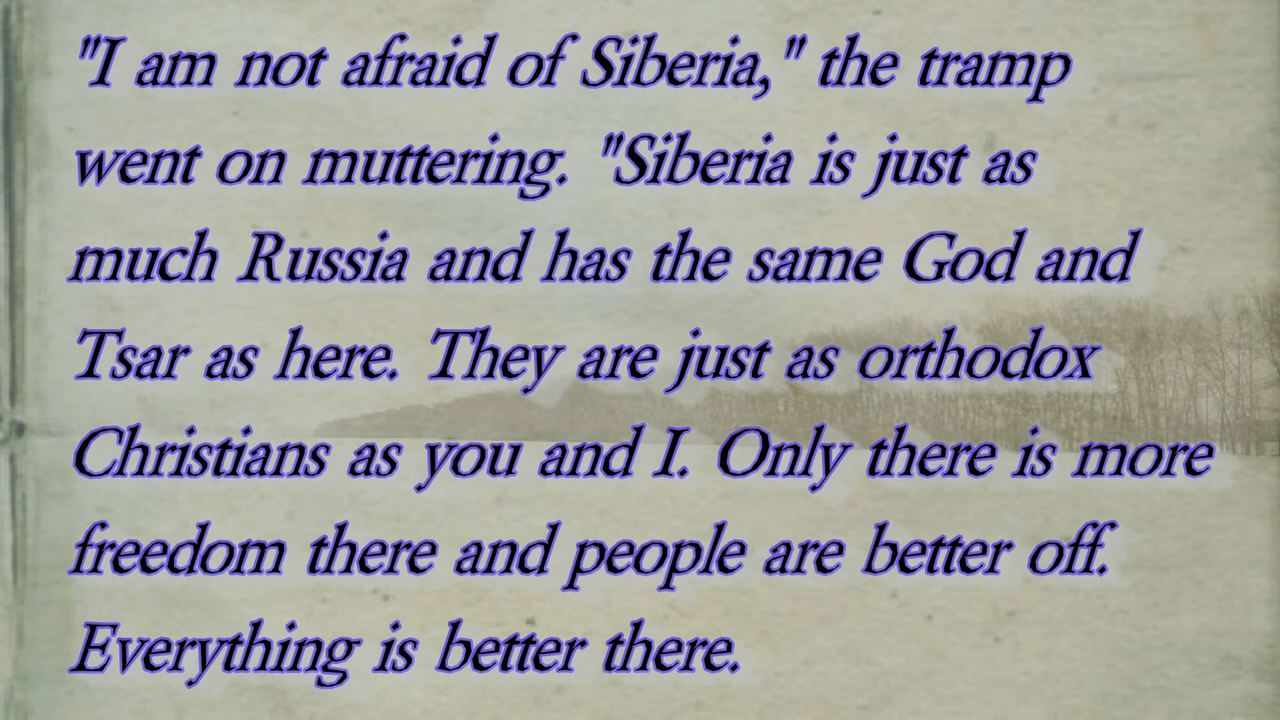 "I am not afraid of Siberia," the tramp
went on muttering. "Siberia is just as
much Russia and has the same God and
Tsar as here. They are just as orthodox
Christians as you and I. Only there is more
freedom there and people are better off.
Everything is better there.